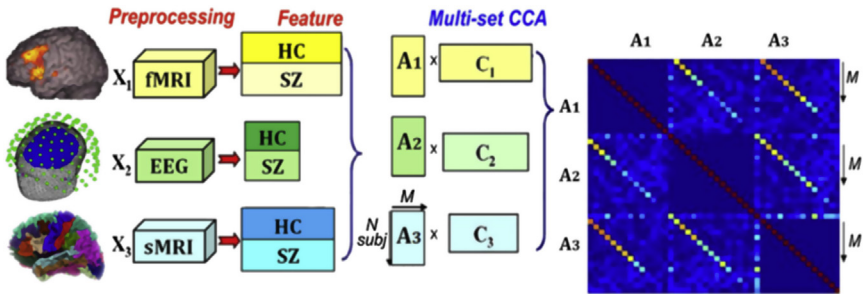 Preprocessing Feature Multi-set CCA
A1 A2 A3
X1 fMRI HC A1 x C1 M
SZ
A1
X2 EEG HC A2 x C2 A2 M
SZ
M
X3 sMRI HC N subj A3 x C3 A3 M
SZ